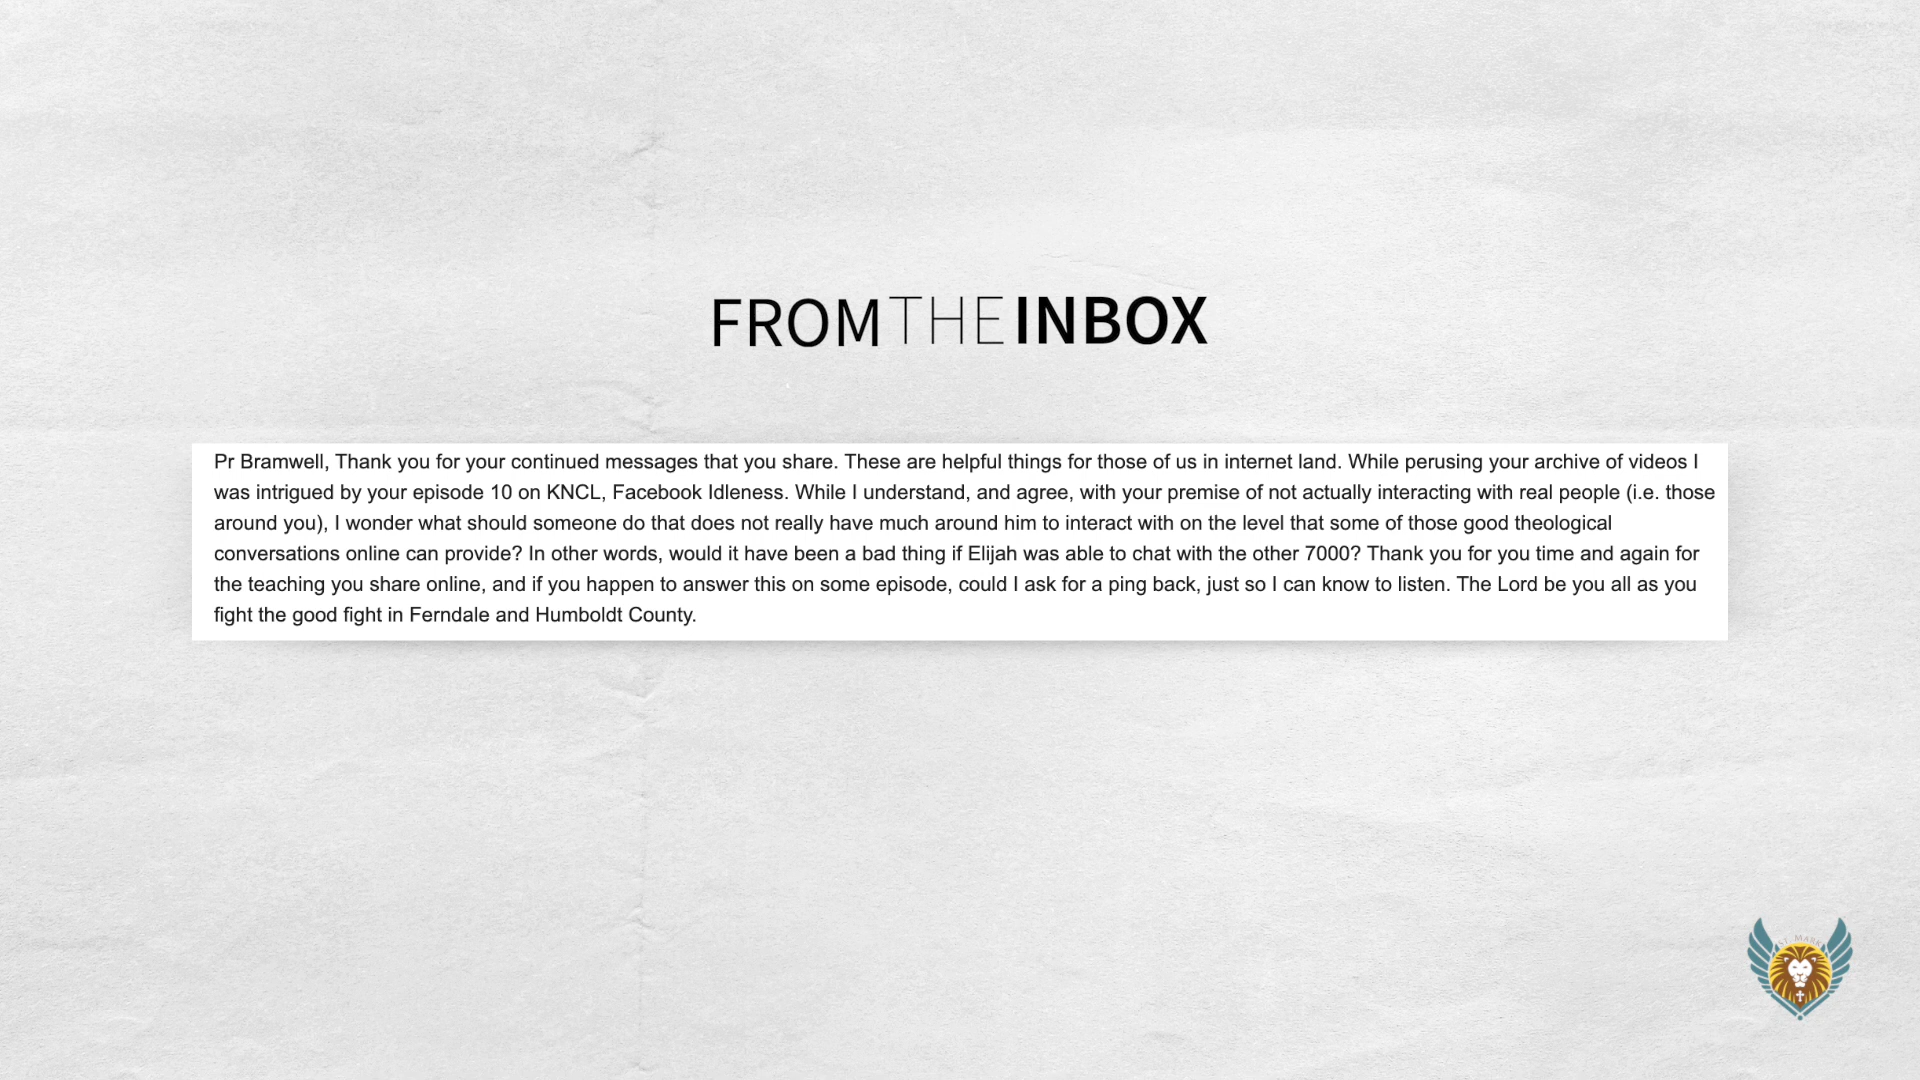 FROM THE INBOX
Pr Bramwell, Thank you for your continued messages that you share. These are helpful things for those of us in internet land. While perusing your archive of videos I
was intrigued by your episode 10 on KNCL, Facebook Idleness. While I understand, and agree, with your premise of not actually interacting with real people (i.e. those
around you), I wonder what should someone do that does not really have much around him to interact with on the level that some of those good theological
conversations online can provide? In other words, would it have been a bad thing if Elijah was able to chat with the other 7000? Thank you for you time and again for
the teaching you share online, and if you happen to answer this on some episode, could I ask for a ping back, just so I can know to listen. The Lord be you all as you
fight the good fight in Ferndale and Humboldt County.
ST. MARK